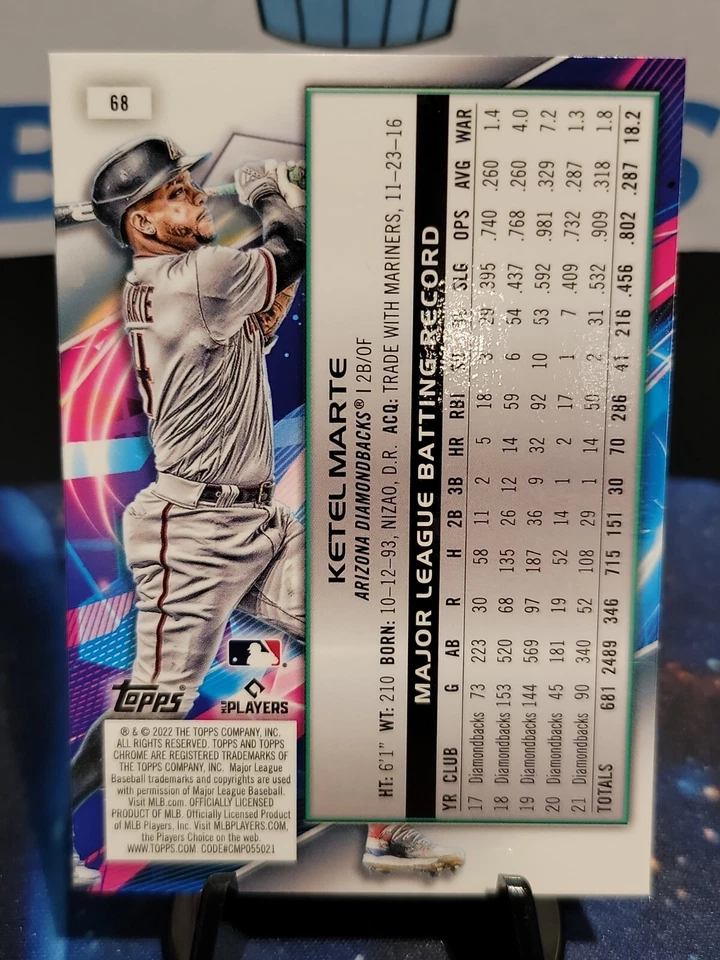 68
ARTE
4
topps®
MLB PLAYERS
® & © 2022 THE TOPPS COMPANY, INC.
ALL RIGHTS RESERVED. TOPPS AND TOPPS
CHROME ARE REGISTERED TRADEMARKS OF
THE TOPPS COMPANY, INC. Major League
Baseball trademarks and copyrights are used
with permission of Major League Baseball.
Visit MLB.com. OFFICIALLY LICENSED
PRODUCT OF MLB Players. Officially Licensed Product
of MLB Players, Inc. Visit MLBPLAYERS.COM,
the Players Choice on the web.
WWW.TOPPS.COM. CODE#CMP055021
KETEL MARTE
ARIZONA DIAMONDBACKS® | 2B/OF
HT: 6'1" WT: 210 BORN: 10-12-93, NIZAO, D.R. ACQ: TRADE WITH MARINERS, 11-23-16
MAJOR LEAGUE BATTING RECORD
YR CLUB G AB R H 2B 3B HR RBI SLG OPS AVG WAR
17 Diamondbacks 73 223 30 58 11 2 5 18 3 29 .395 .740 .260 1.4
18 Diamondbacks 153 520 68 135 26 12 14 59 6 54 .437 .768 .260 4.0
19 Diamondbacks 144 569 97 187 36 9 32 92 10 53 .592 .981 .329 7.2
20 Diamondbacks 45 181 19 52 14 1 2 17 1 7 .409 .732 .287 1.3
21 Diamondbacks 90 340 52 108 29 1 14 50 2 31 .532 .909 .318 1.8
TOTALS 681 2489 346 715 151 30 70 286 41 216 .456 .802 .287 18.2